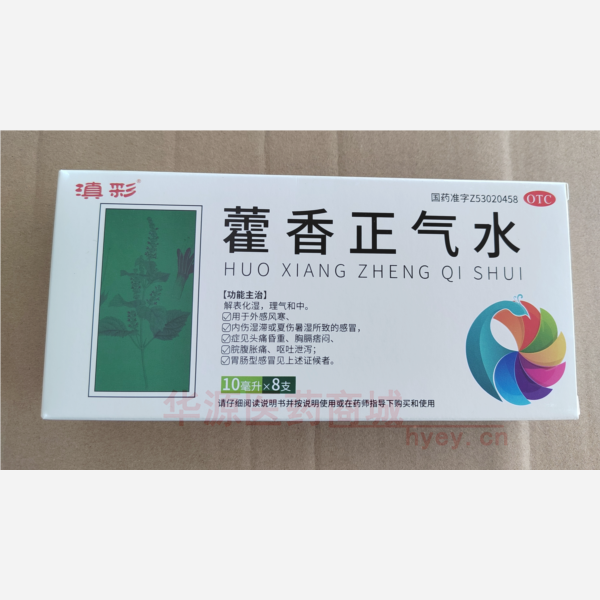 滇彩®
国药准字Z53020458 OTC
藿香正气水
HUO XIANG ZHENG QI SHUI
【功能主治】
解表化湿，理气和中。
☑用于外感风寒、
☑内伤湿滞或夏伤暑湿所致的感冒，
☑症见头痛昏重、胸膈痞闷、
☑脘腹胀痛、呕吐泄泻；
☑胃肠型感冒见上述证候者。
10毫升×8支
华源医药商城
请仔细阅读说明书并按说明使用或在药师指导下购买和使用
hyey.cn